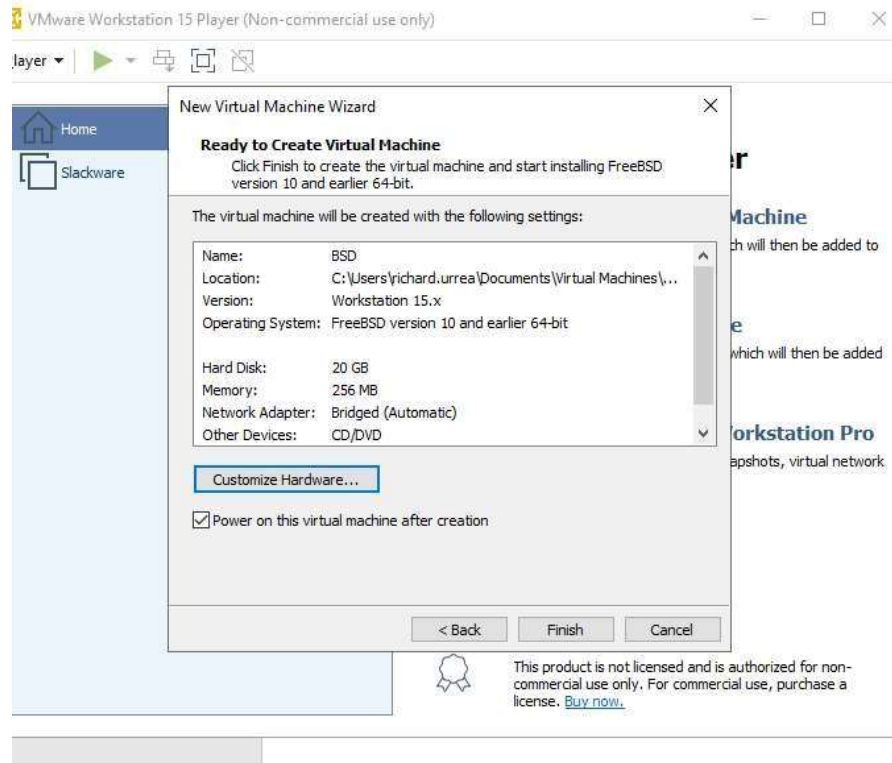 VMware Workstation 15 Player (Non-commercial use only)
layer
Home
Slackware
New Virtual Machine Wizard
Ready to Create Virtual Machine
Click Finish to create the virtual machine and start installing FreeBSD
version 10 and earlier 64-bit.
The virtual machine will be created with the following settings:
Name: BSD
Location: C:\Users\richard.urrea\Documents\Virtual Machines\...
Version: Workstation 15.x
Operating System: FreeBSD version 10 and earlier 64-bit
Hard Disk: 20 GB
Memory: 256 MB
Network Adapter: Bridged (Automatic)
Other Devices: CD/DVD
Customize Hardware...
Power on this virtual machine after creation
< Back Finish Cancel
er
Machine
ch will then be added to
e
which will then be added
orkstation Pro
apshots, virtual network
This product is not licensed and is authorized for non-
commercial use only. For commercial use, purchase a
license. Buy now.